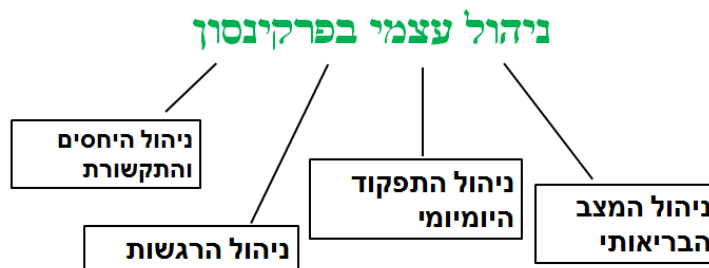 ניהול עצמי בפרקינסון
ניהול המצב
הבריאותי
ניהול התפקוד
היומיומי
ניהול הרגשות
ניהול היחסים
והתקשורת